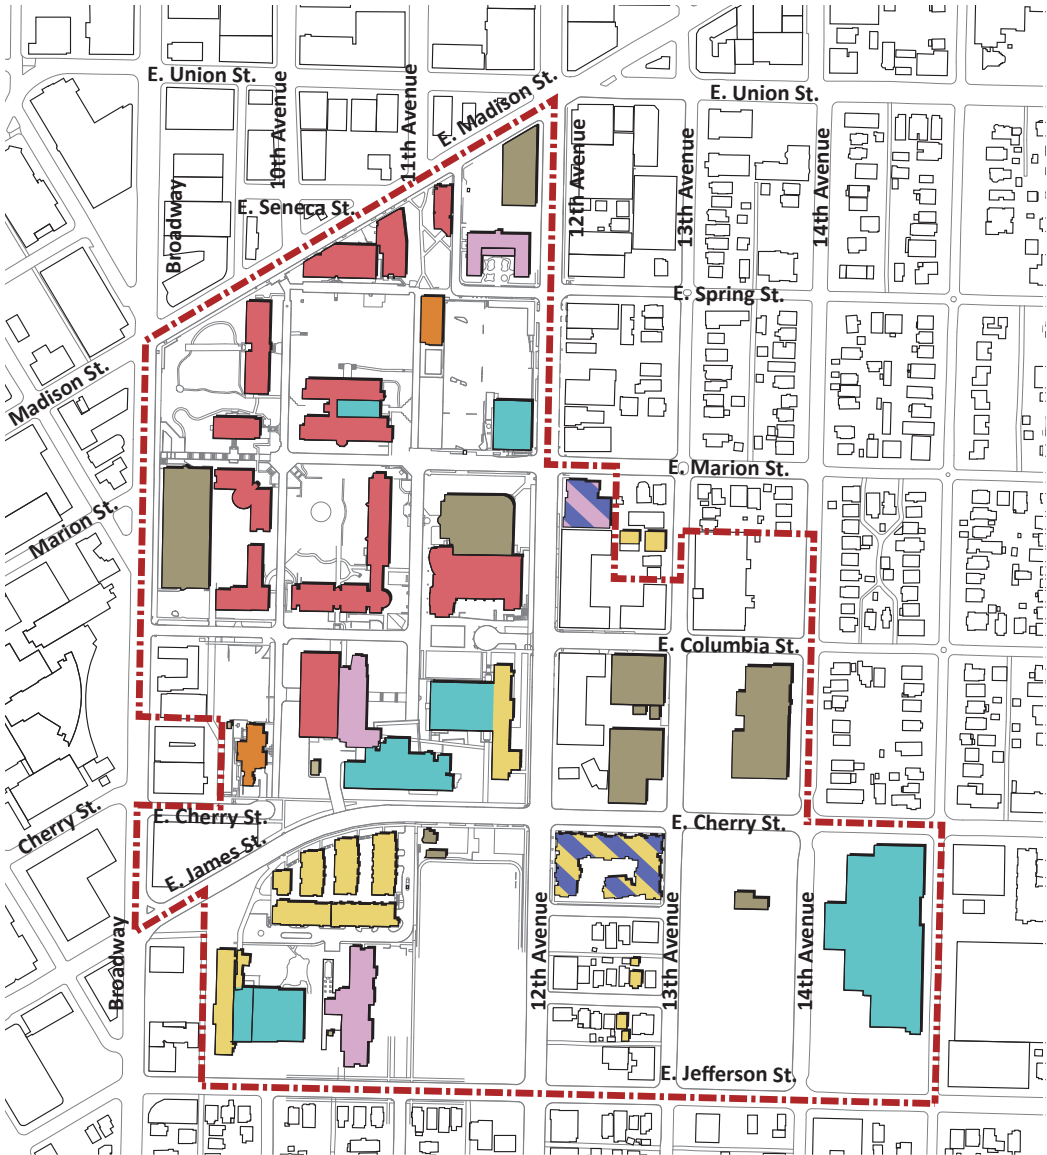 E. Union St.
10th Avenue
11th Avenue
E. Madison St.
E. Union St.
12th Avenue
13th Avenue
14th Avenue
Broadway
E. Seneca St.
E. Spring St.
Madison St.
E. Marion St.
Marion St.
E. Columbia St.
Cherry St.
E. Cherry St.
E. Cherry St.
E. James St.
Broadway
12th Avenue
13th Avenue
14th Avenue
E. Jefferson St.